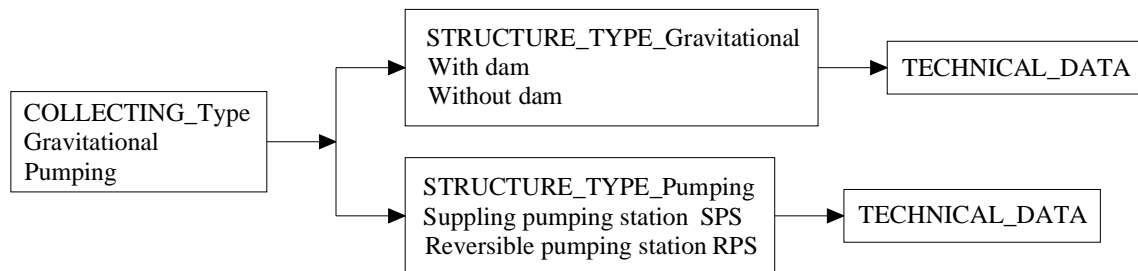 COLLECTING_Type
Gravitational
Pumping
STRUCTURE_TYPE_Gravitational
With dam
Without dam
TECHNICAL_DATA
STRUCTURE_TYPE_Pumping
Suppling pumping station SPS
Reversible pumping station RPS
TECHNICAL_DATA